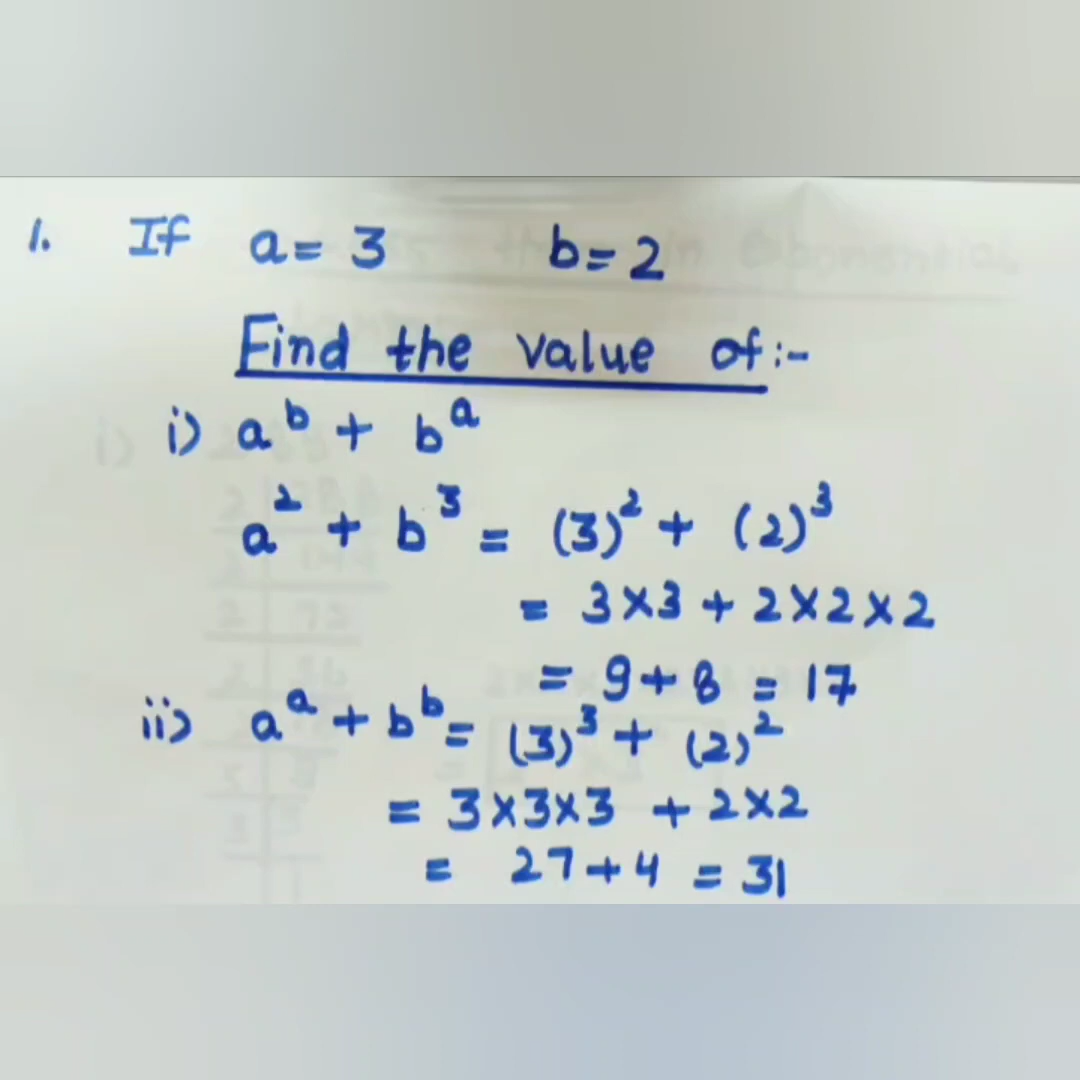 1. If a = 3 b = 2
Find the value of :-
i) a^b + b^a
a^2 + b^3 = (3)^2 + (2)^3
= 3×3 + 2×2×2
= 9+8 = 17
ii) a^a + b^b = (3)^3 + (2)^2
= 3×3×3 + 2×2
= 27+4 = 31